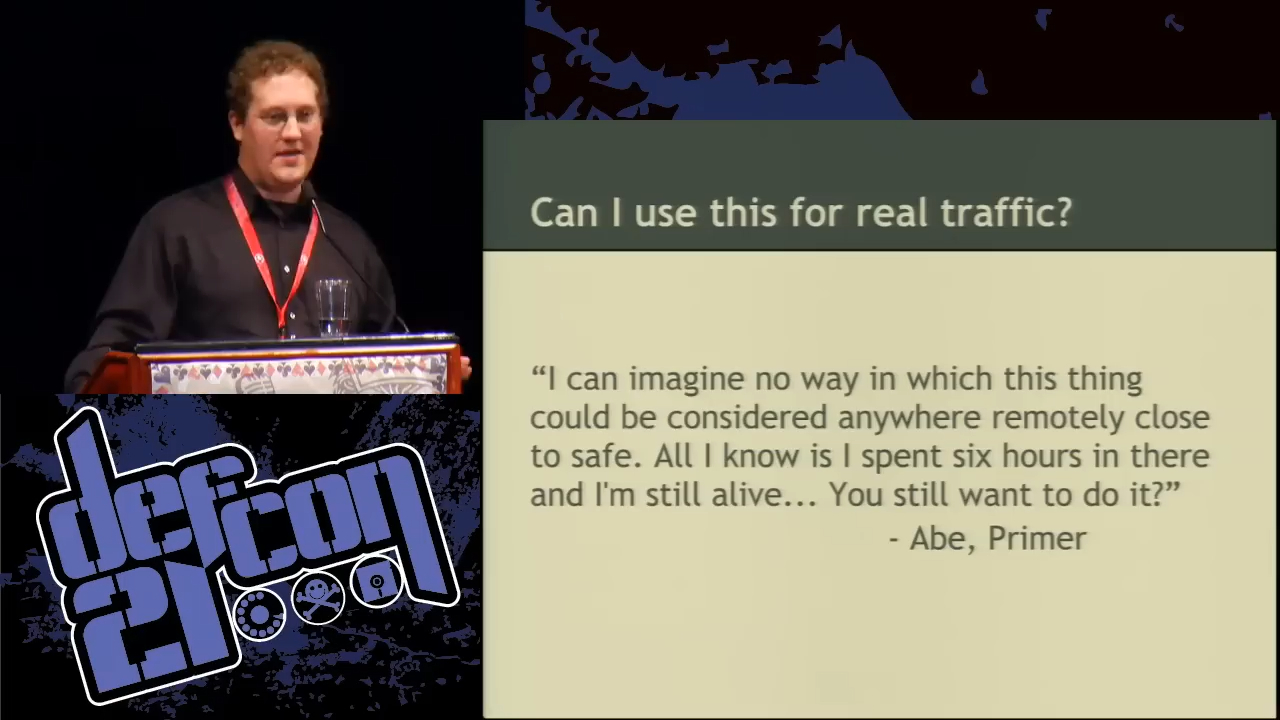 Can I use this for real traffic?
“I can imagine no way in which this thing
could be considered anywhere remotely close
to safe. All I know is I spent six hours in there
and I'm still alive... You still want to do it?”
- Abe, Primer
defcon
21